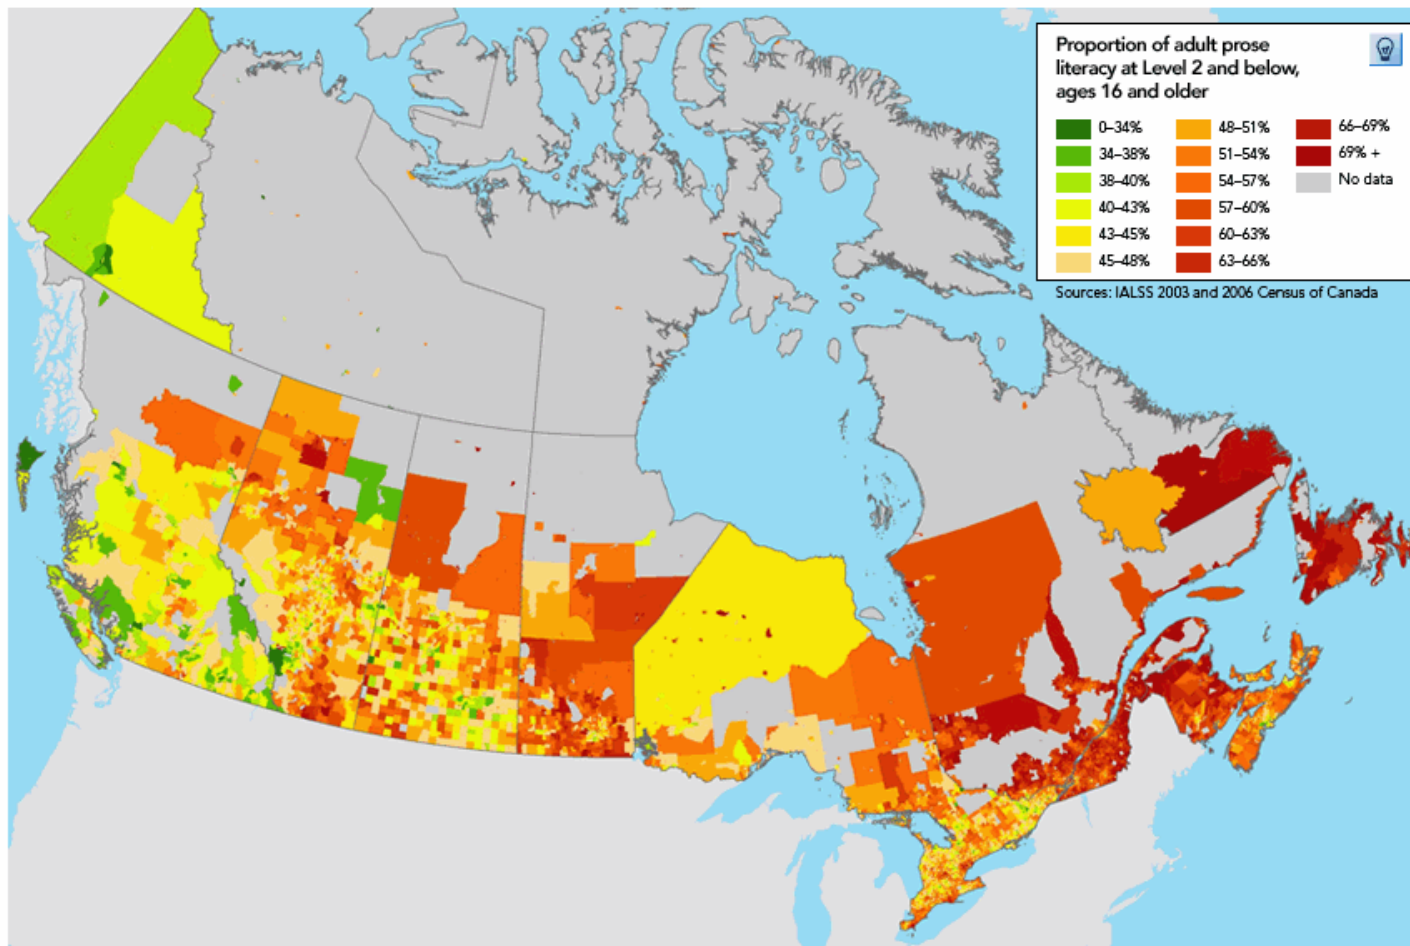 Proportion of adult prose
literacy at Level 2 and below,
ages 16 and older
0–34%
34–38%
38–40%
40–43%
43–45%
45–48%
48–51%
51–54%
54–57%
57–60%
60–63%
63–66%
66–69%
69% +
No data
Sources: IALSS 2003 and 2006 Census of Canada